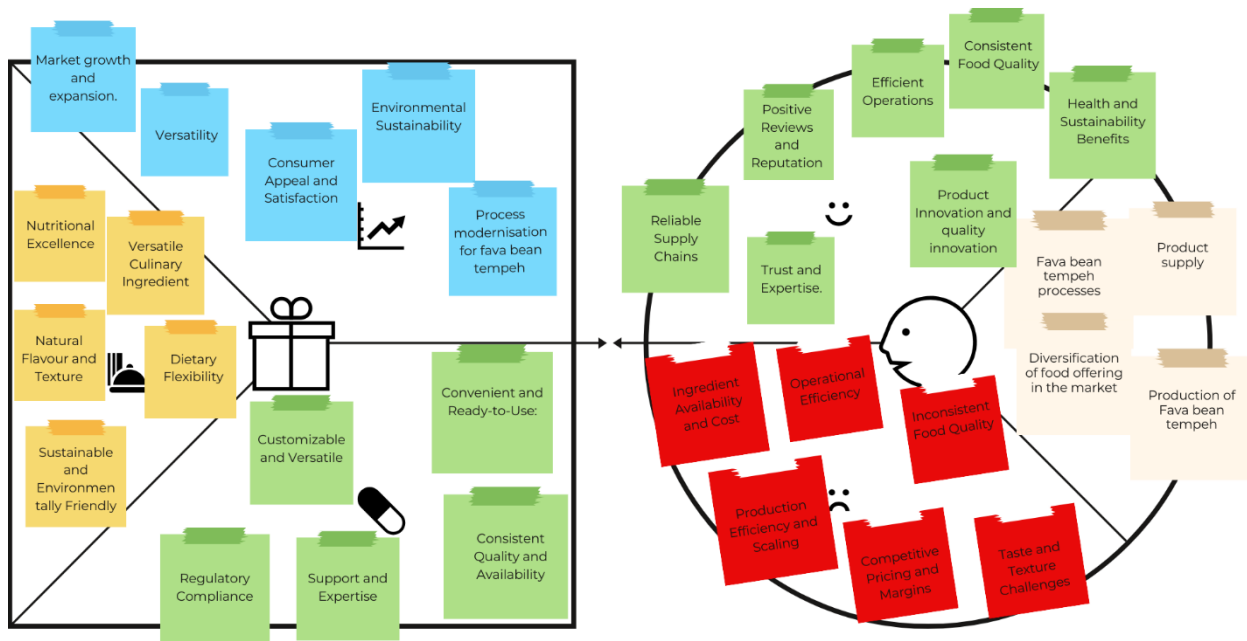 Market growth
and
expansion.
Versatility
Consumer
Appeal and
Satisfaction
Environmental
Sustainability
Process
modernisation
for fava bean
tempeh
Nutritional
Excellence
Versatile
Culinary
Ingredient
Natural
Flavour and
Texture
Dietary
Flexibility
Sustainable
and
Environmen
tally Friendly
Convenient and
Ready-to-Use:
Customizable
and Versatile
Consistent
Quality and
Availability
Regulatory
Compliance
Support and
Expertise
Consistent
Food Quality
Efficient
Operations
Positive
Reviews
and
Reputation
Health and
Sustainability
Benefits
Reliable
Supply
Chains
Trust and
Expertise.
Product
Innovation and
quality
innovation
Fava bean
tempeh
processes
Product
supply
Diversification
of food offering
in the market
Production of
Fava bean
tempeh
Ingredient
Availability
and Cost
Operational
Efficiency
Inconsistent
Food Quality
Production
Efficiency and
Scaling
Competitive
Pricing and
Margins
Taste and
Texture
Challenges